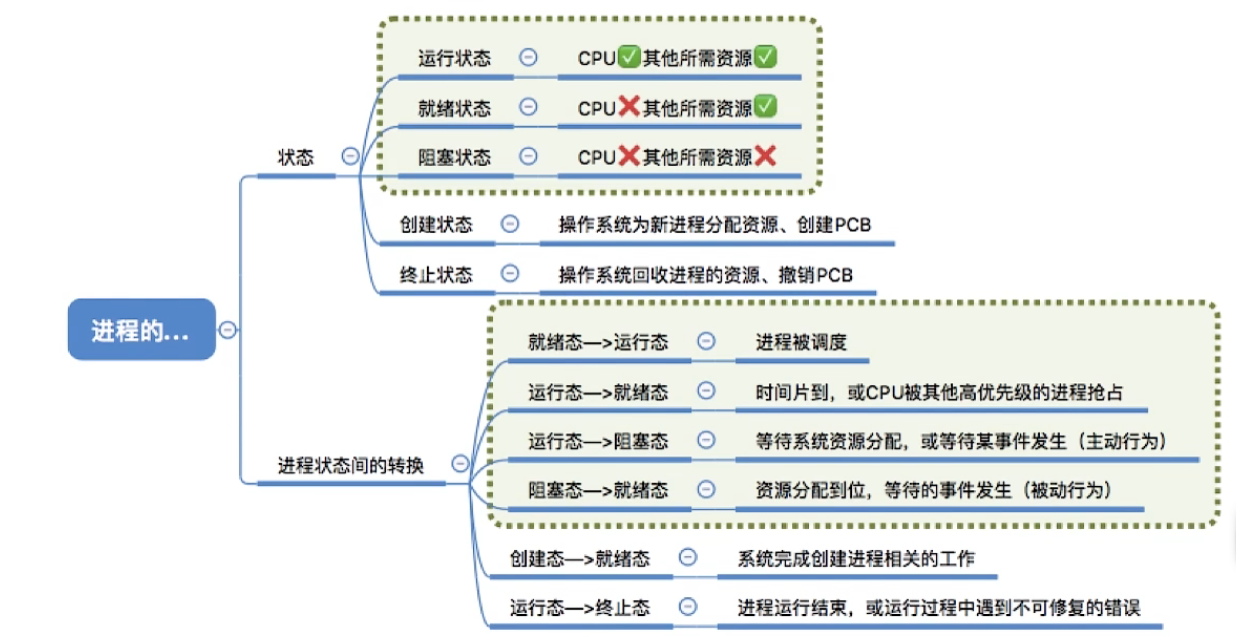 运行状态
CPU✅其他所需资源✅
就绪状态
CPU❌其他所需资源✅
状态
阻塞状态
CPU❌其他所需资源❌
创建状态
操作系统为新进程分配资源、创建PCB
终止状态
操作系统回收进程的资源、撤销PCB
进程的...
就绪态—>运行态
进程被调度
运行态—>就绪态
时间片到，或CPU被其他高优先级的进程抢占
运行态—>阻塞态
等待系统资源分配，或等待某事件发生（主动行为）
进程状态间的转换
阻塞态—>就绪态
资源分配到位，等待的事件发生（被动行为）
创建态—>就绪态
系统完成创建进程相关的工作
运行态—>终止态
进程运行结束，或运行过程中遇到不可修复的错误